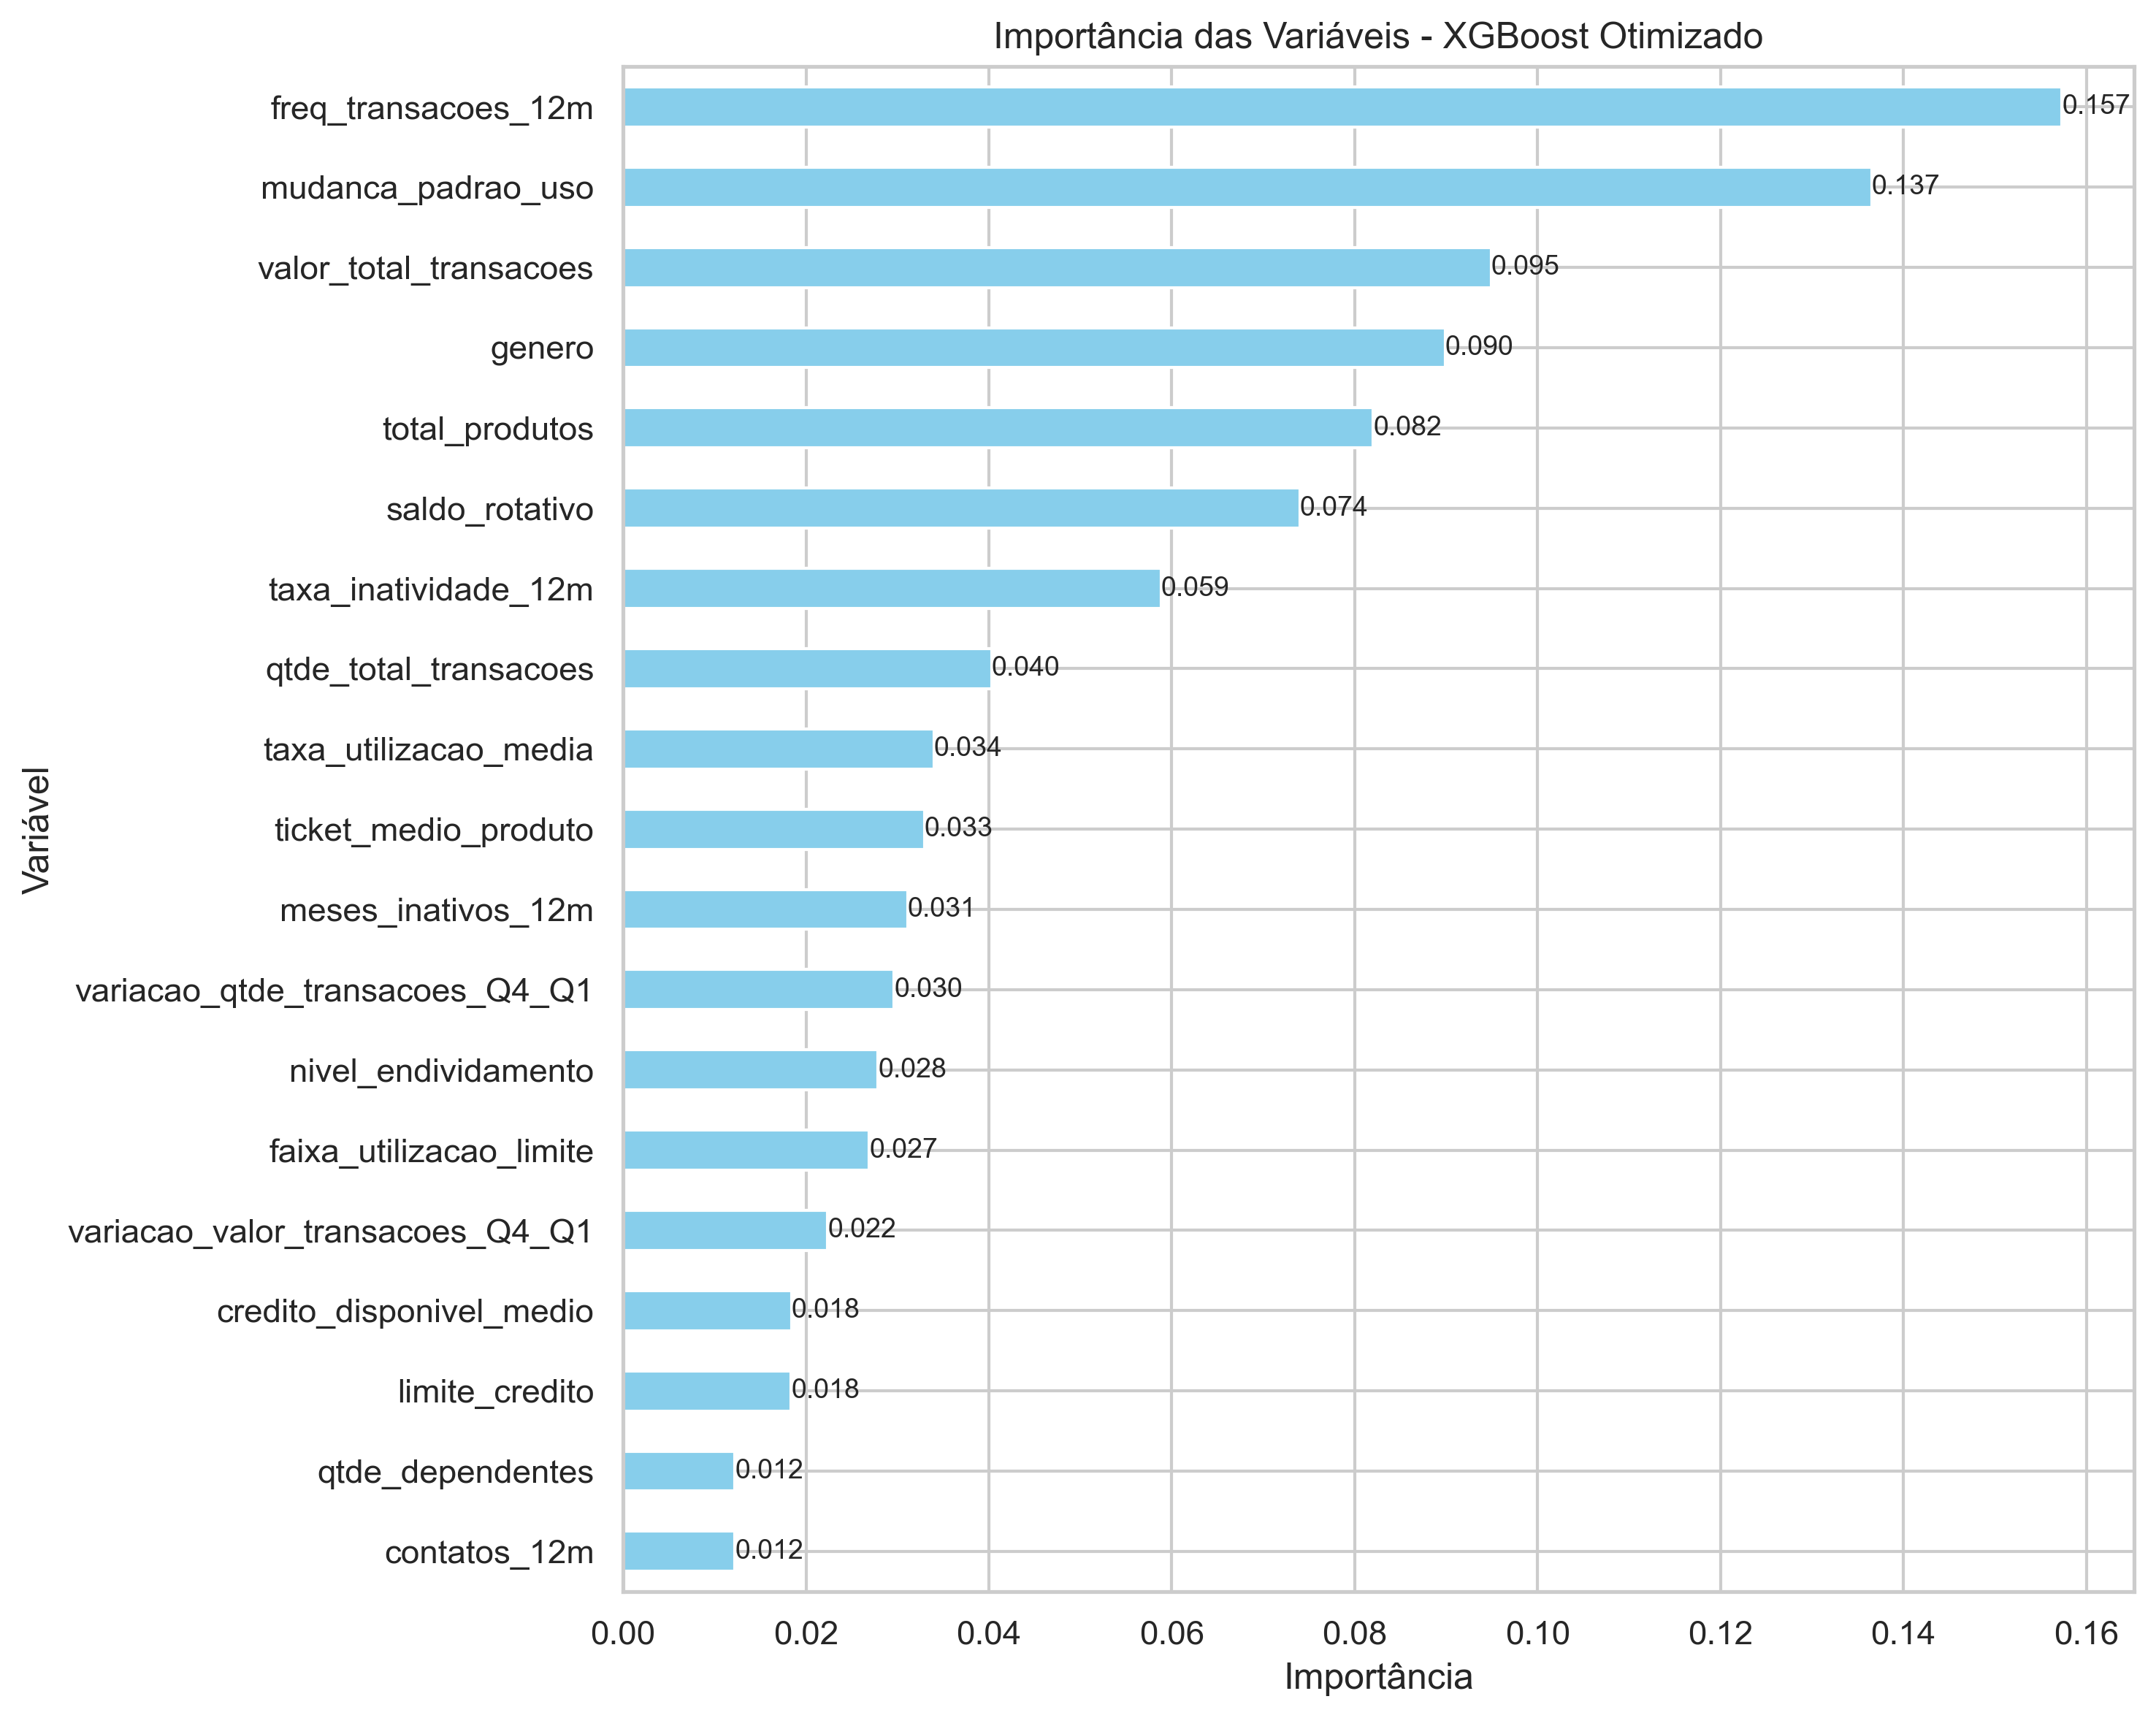 Importância das Variáveis - XGBoost Otimizado
freq_transacoes_12m 0.157
mudanca_padrao_uso 0.137
valor_total_transacoes 0.095
genero 0.090
total_produtos 0.082
saldo_rotativo 0.074
taxa_inatividade_12m 0.059
qtde_total_transacoes 0.040
taxa_utilizacao_media 0.034
ticket_medio_produto 0.033
meses_inativos_12m 0.031
variacao_qtde_transacoes_Q4_Q1 0.030
nivel_endividamento 0.028
faixa_utilizacao_limite 0.027
variacao_valor_transacoes_Q4_Q1 0.022
credito_disponivel_medio 0.018
limite_credito 0.018
qtde_dependentes 0.012
contatos_12m 0.012
Variável
0.00 0.02 0.04 0.06 0.08 0.10 0.12 0.14 0.16
Importância